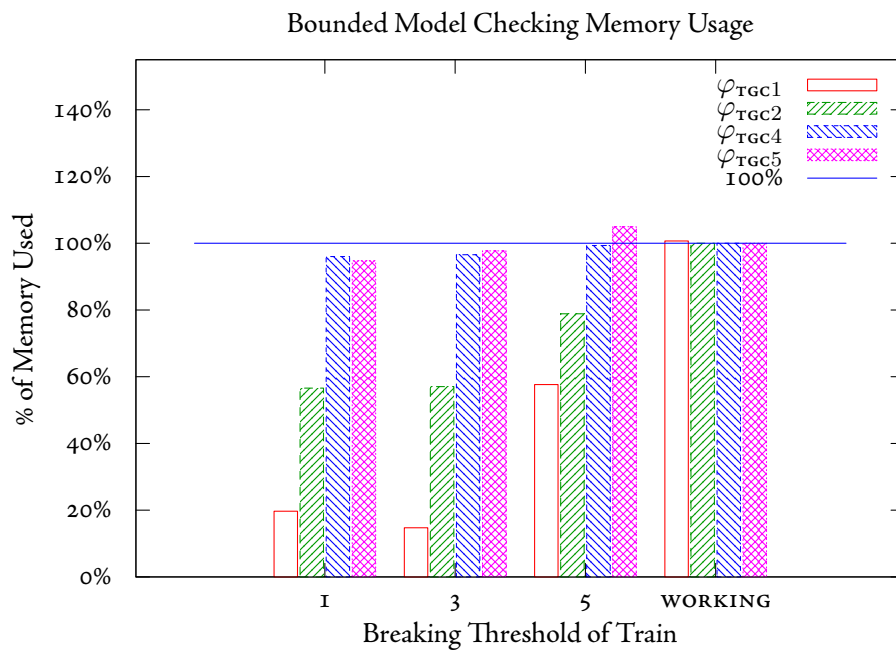 Bounded Model Checking Memory Usage
φTGC1
φTGC2
φTGC4
φTGC5
100%
140%
120%
100%
80%
60%
40%
20%
0%
% of Memory Used
1 3 5 WORKING
Breaking Threshold of Train